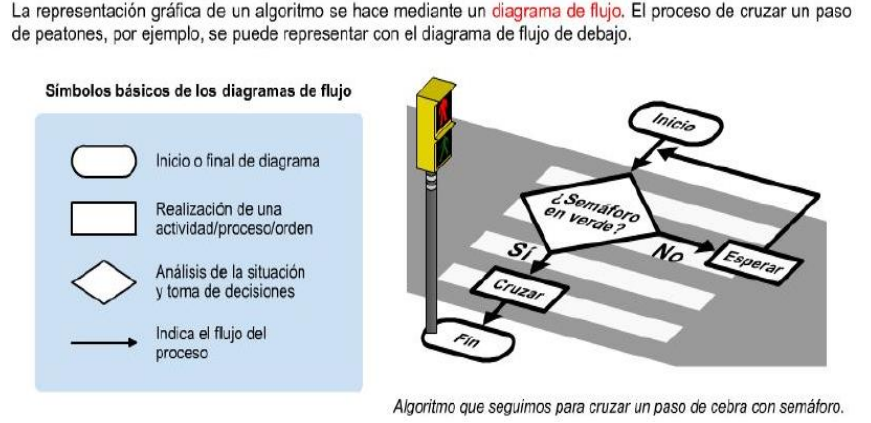 La representación gráfica de un algoritmo se hace mediante un diagrama de flujo. El proceso de cruzar un paso
de peatones, por ejemplo, se puede representar con el diagrama de flujo de debajo.
Símbolos básicos de los diagramas de flujo
Inicio o final de diagrama
Realización de una
actividad/proceso/orden
Análisis de la situación
y toma de decisiones
Indica el flujo del
proceso
Inicio
¿Semáforo
en verde?
Sí
No
Esperar
Cruzar
Fin
Algoritmo que seguimos para cruzar un paso de cebra con semáforo.